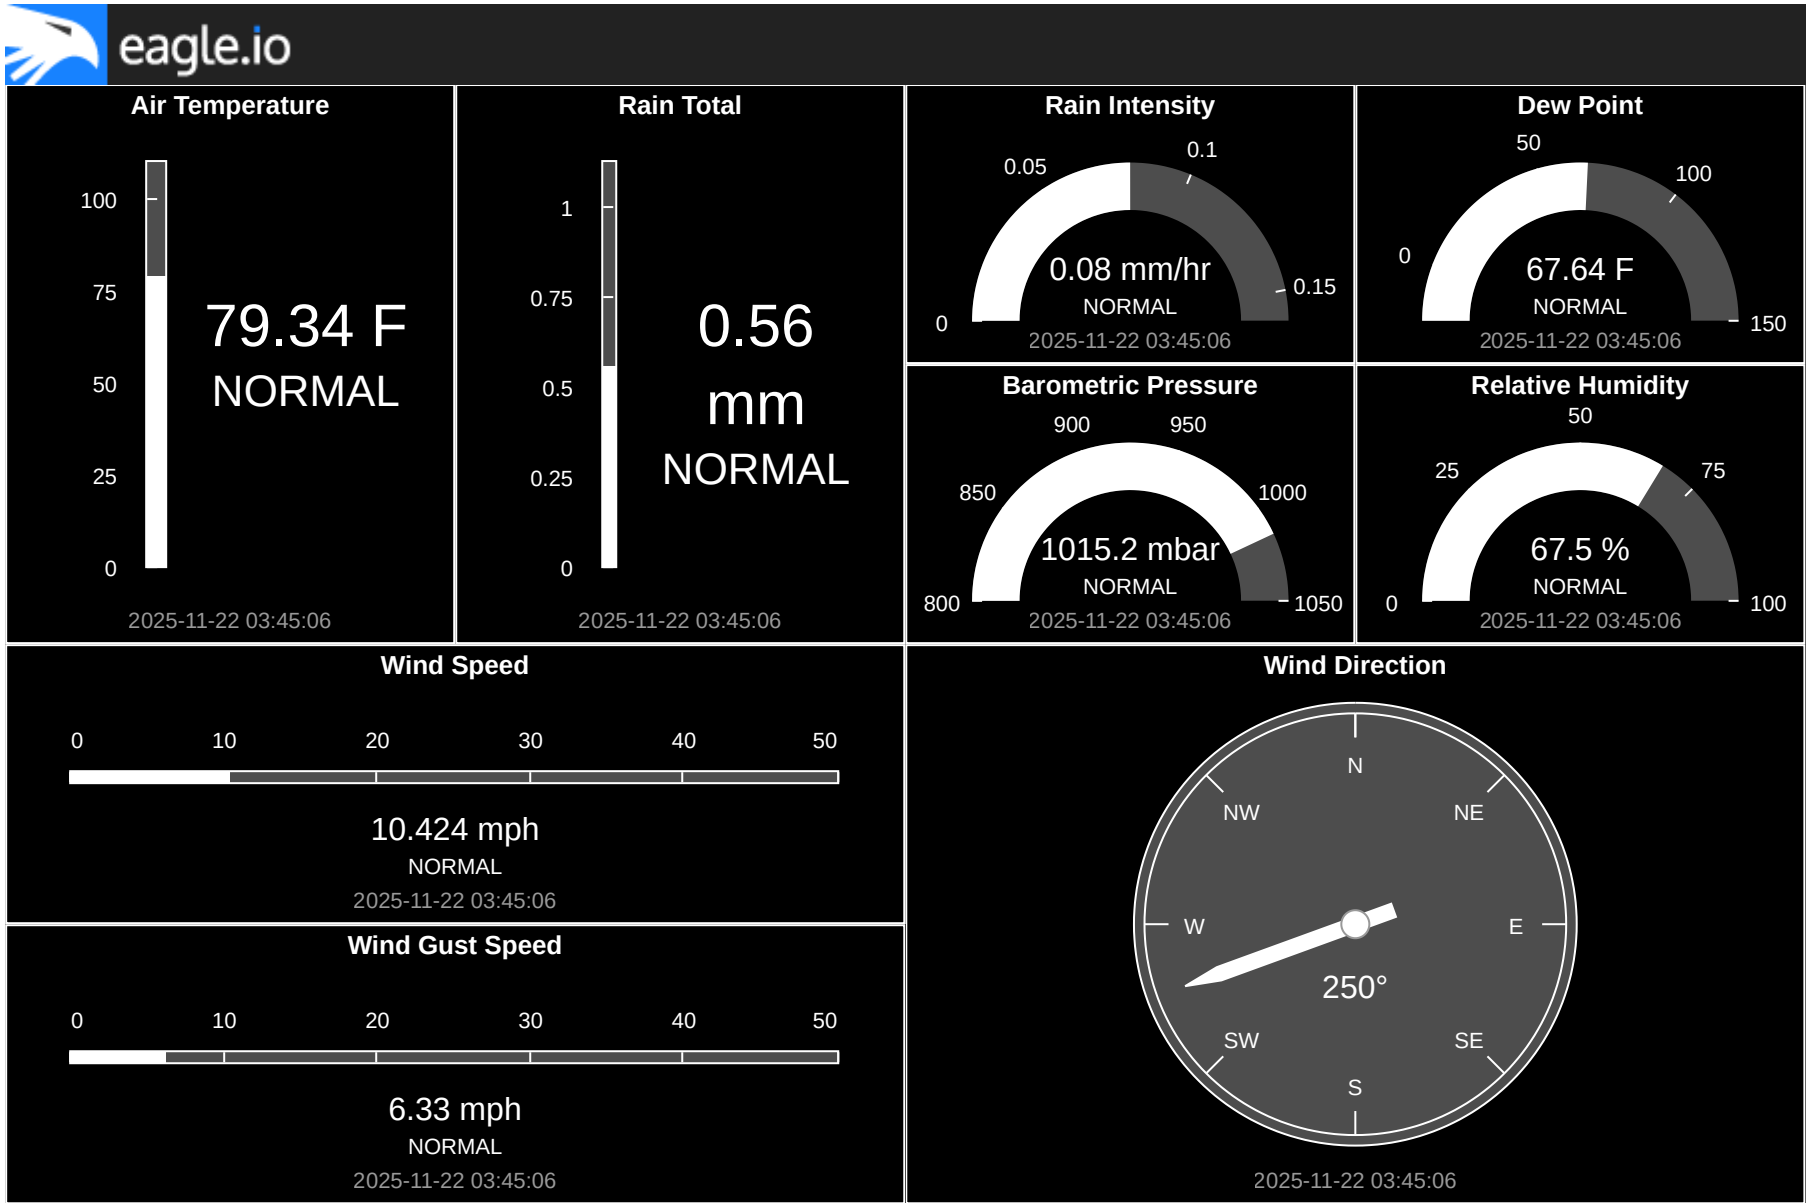 eagle.io
Air Temperature
100
75
50
25
0
79.34 F
NORMAL
2025-11-22 03:45:06
Rain Total
1
0.75
0.5
0.25
0
0.56
mm
NORMAL
2025-11-22 03:45:06
Rain Intensity
0
0.05
0.1
0.15
0.08 mm/hr
NORMAL
2025-11-22 03:45:06
Dew Point
0
50
100
150
67.64 F
NORMAL
2025-11-22 03:45:06
Barometric Pressure
800
850
900
950
1000
1050
1015.2 mbar
NORMAL
2025-11-22 03:45:06
Relative Humidity
0
25
50
75
100
67.5 %
NORMAL
2025-11-22 03:45:06
Wind Speed
0 10 20 30 40 50
10.424 mph
NORMAL
2025-11-22 03:45:06
Wind Gust Speed
0 10 20 30 40 50
6.33 mph
NORMAL
2025-11-22 03:45:06
Wind Direction
N
NW NE
W E
250°
SW SE
S
2025-11-22 03:45:06